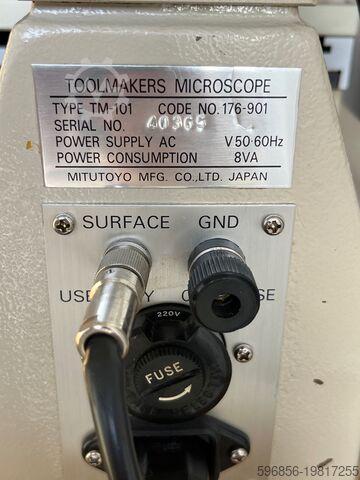 TOOLMAKERS MICROSCOPE
TYPE TM-101 CODE NO. 176-901
SERIAL NO. 40365
POWER SUPPLY AC V 50·60Hz
POWER CONSUMPTION 8VA
MITUTOYO MFG. CO., LTD. JAPAN
SURFACE GND
USE
220V
FUSE
596856-19817255